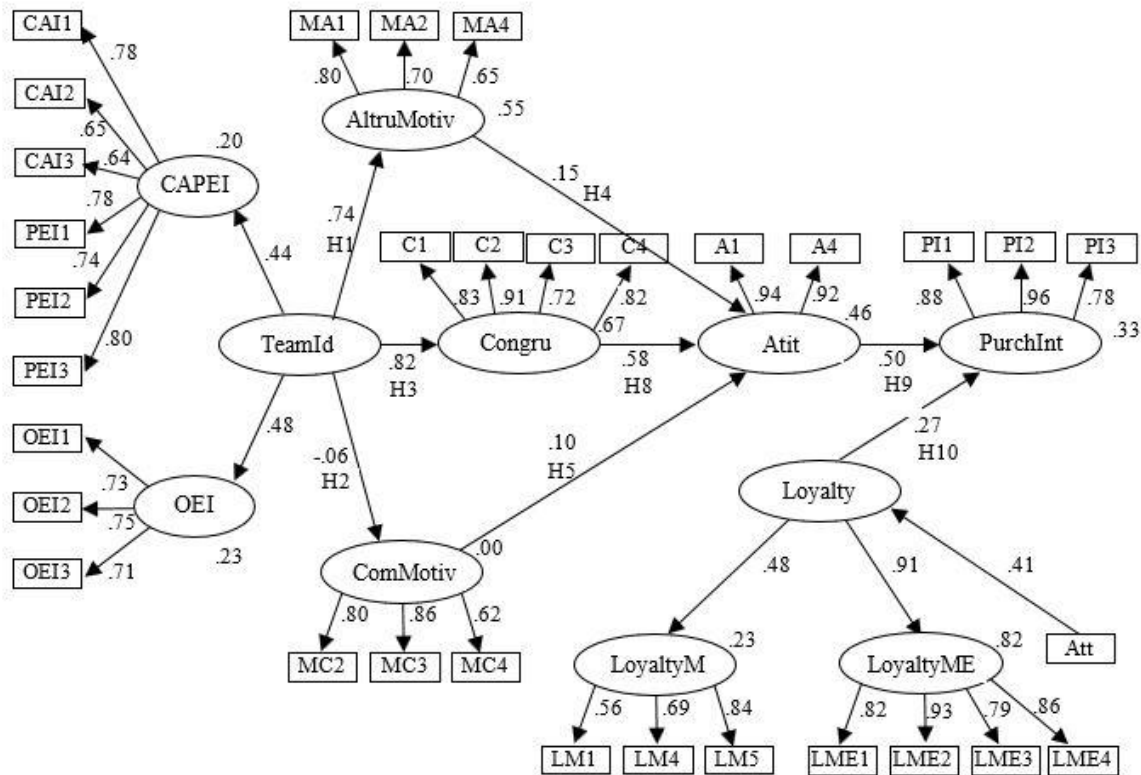 CAI1
MA1 MA2 MA4
.78
.80 .70 .65
CAI2
.65
.55
AltruMotiv
CAI3
.64
.20
CAPEI
.15
H4
.78
PEI1
.74
H1
C1 C2 C3 C4 A1 A4 PI1 PI2 PI3
.74
.44
PEI2
.83 .91 .72 .82 .94 .92 .88 .96 .78
.80
.67 .46 .33
TeamId Congru Atit PurchInt
PEI3
.82
H3
.58
H8
.50
H9
.48
.27
H10
OEI1
.73
-.06
H2
.10
H5
OEI2
.75
OEI
Loyalty
.71
.23
OEI3
.00
ComMotiv
.48 .91 .41
.80 .86 .62
MC2 MC3 MC4
.23 .82
LoyaltyM LoyaltyME Att
.56 .69 .84 .82 .93 .79 .86
LM1 LM4 LM5 LME1 LME2 LME3 LME4